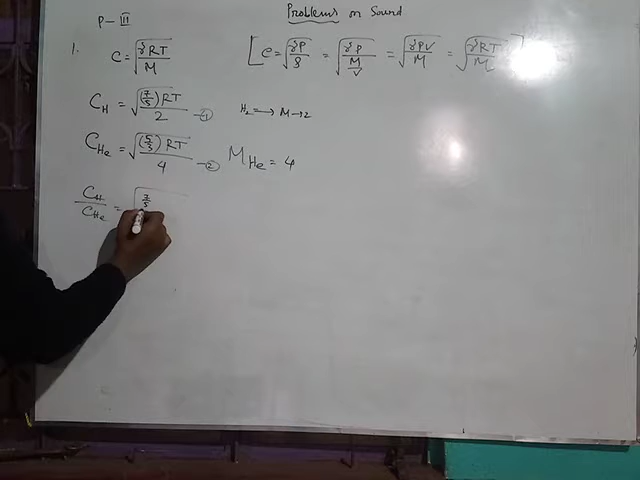 Problems on Sound
P-III
1. C = √(γRT/M) [C = √(γP/ρ) = √(γP/(M/V)) = √(γPV/M) = √(γRT/M)]
C_H = √((7/5)RT/2) —① H₂ ⟶ M→2
C_He = √((5/3)RT/4) —② M_He = 4
C_H/C_He = √(7/5